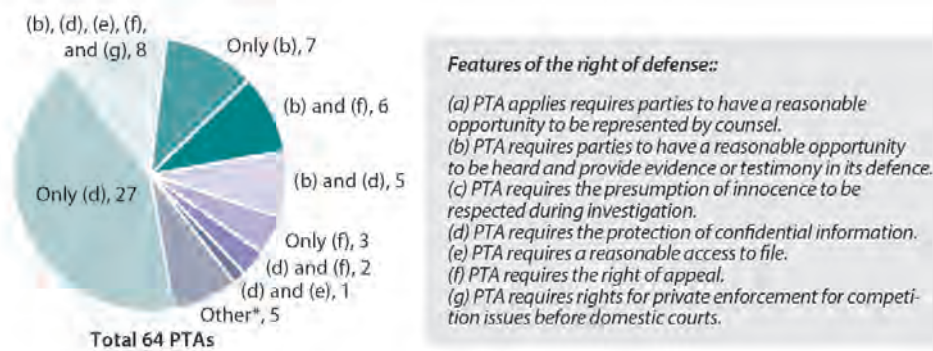 (b), (d), (e), (f),
and (g), 8
Only (b), 7
(b) and (f), 6
(b) and (d), 5
Only (d), 27
Only (f), 3
(d) and (f), 2
(d) and (e), 1
Other*, 5
Total 64 PTAs
Features of the right of defense::
(a) PTA applies requires parties to have a reasonable
opportunity to be represented by counsel.
(b) PTA requires parties to have a reasonable opportunity
to be heard and provide evidence or testimony in its defence.
(c) PTA requires the presumption of innocence to be
respected during investigation.
(d) PTA requires the protection of confidential information.
(e) PTA requires a reasonable access to file.
(f) PTA requires the right of appeal.
(g) PTA requires rights for private enforcement for competi-
tion issues before domestic courts.